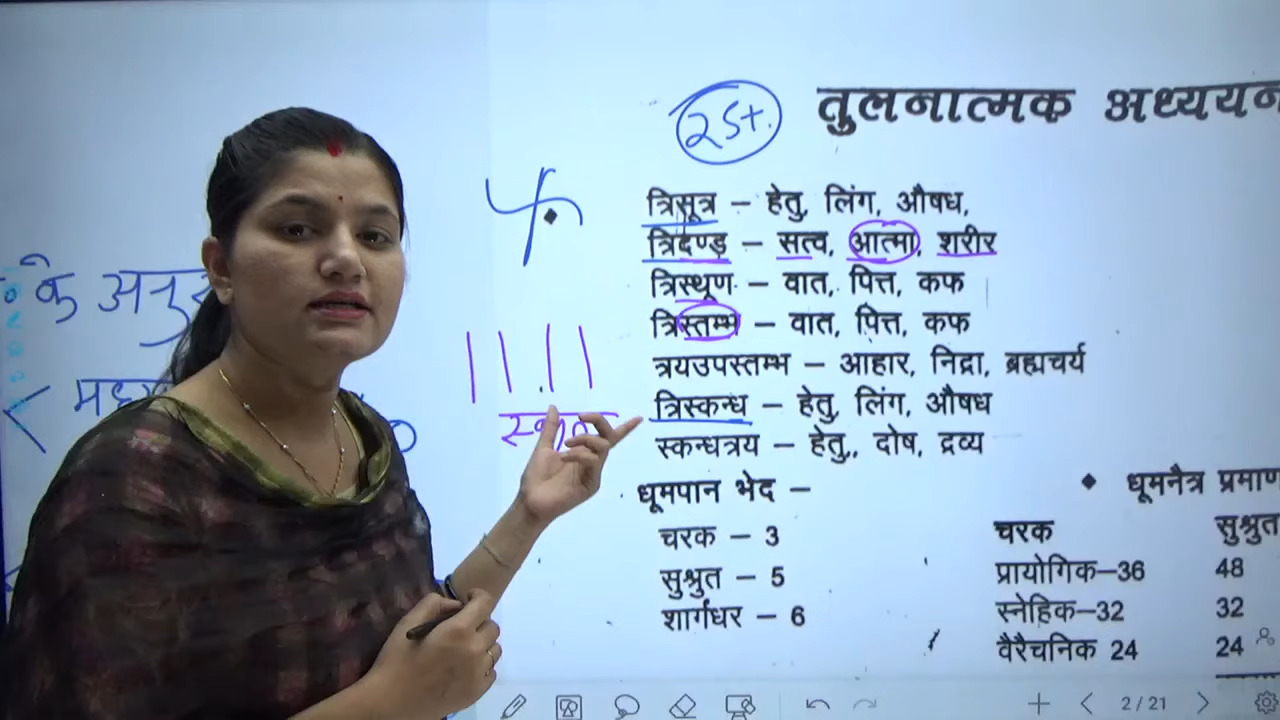 25+
तुलनात्मक अध्ययन
त्रिसूत्र – हेतु, लिंग, औषध,
त्रिदण्ड – सत्व, आत्मा, शरीर
त्रिस्थूण – वात, पित्त, कफ
त्रिस्तम्भ – वात, पित्त, कफ
त्रयउपस्तम्भ – आहार, निद्रा, ब्रह्मचर्य
त्रिस्कन्ध – हेतु, लिंग, औषध
स्कन्धत्रय – हेतु,, दोष, द्रव्य
धूमपान भेद –
चरक – 3
सुश्रुत – 5
शार्गधर – 6
◆ धूमनैत्र प्रमाण
चरक सुश्रुत
प्रायोगिक–36 48
स्नेहिक–32 32
वैरैचनिक 24 24
के
2 / 21